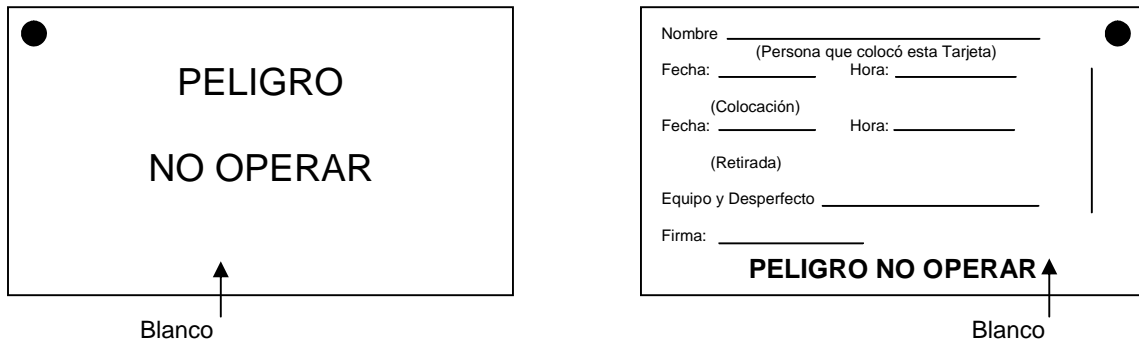 PELIGRO
NO OPERAR
Blanco
Nombre
(Persona que colocó esta Tarjeta)
Fecha: Hora:
(Colocación)
Fecha: Hora:
(Retirada)
Equipo y Desperfecto
Firma:
PELIGRO NO OPERAR
Blanco